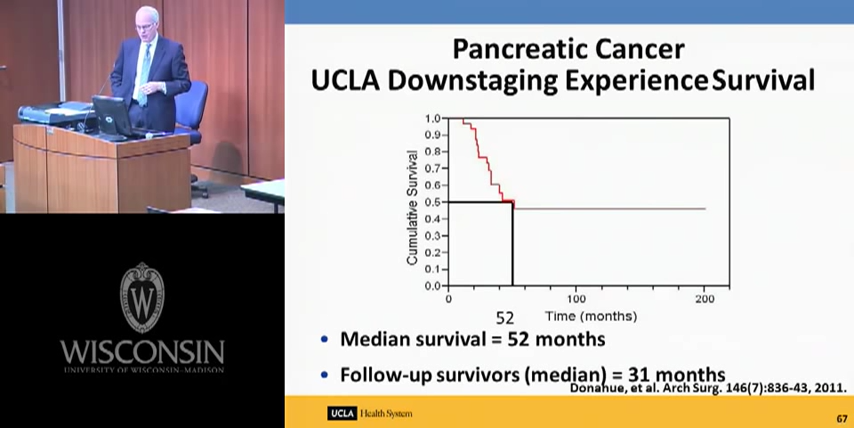 Pancreatic Cancer
UCLA Downstaging Experience Survival
1.0
0.9
0.8
0.7
0.6
0.5
0.4
0.3
0.2
0.1
0.0
Cumulative Survival
0 100 200
52 Time (months)
• Median survival = 52 months
• Follow-up survivors (median) = 31 months
Donahue, et al. Arch Surg. 146(7):836-43, 2011.
UCLA Health System
67
W
WISCONSIN
UNIVERSITY OF WISCONSIN–MADISON